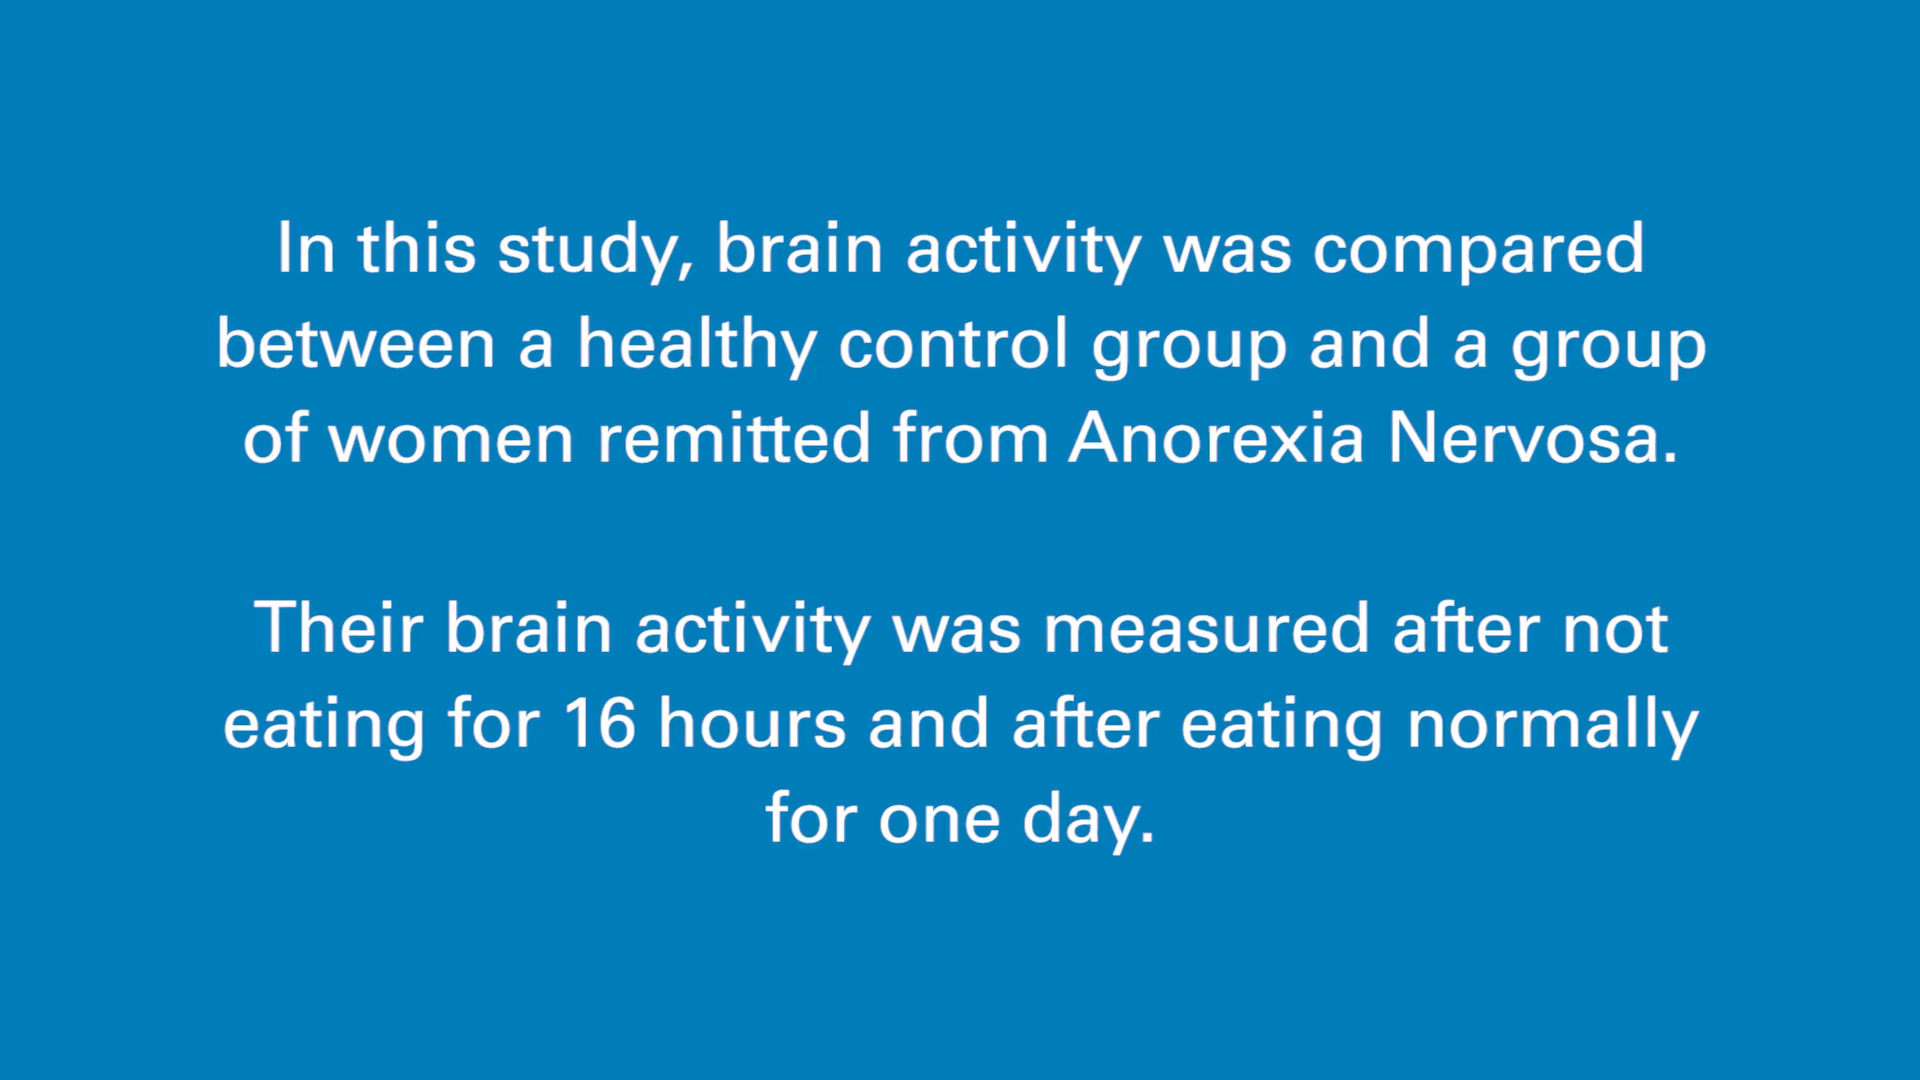 In this study, brain activity was compared
between a healthy control group and a group
of women remitted from Anorexia Nervosa.
Their brain activity was measured after not
eating for 16 hours and after eating normally
for one day.